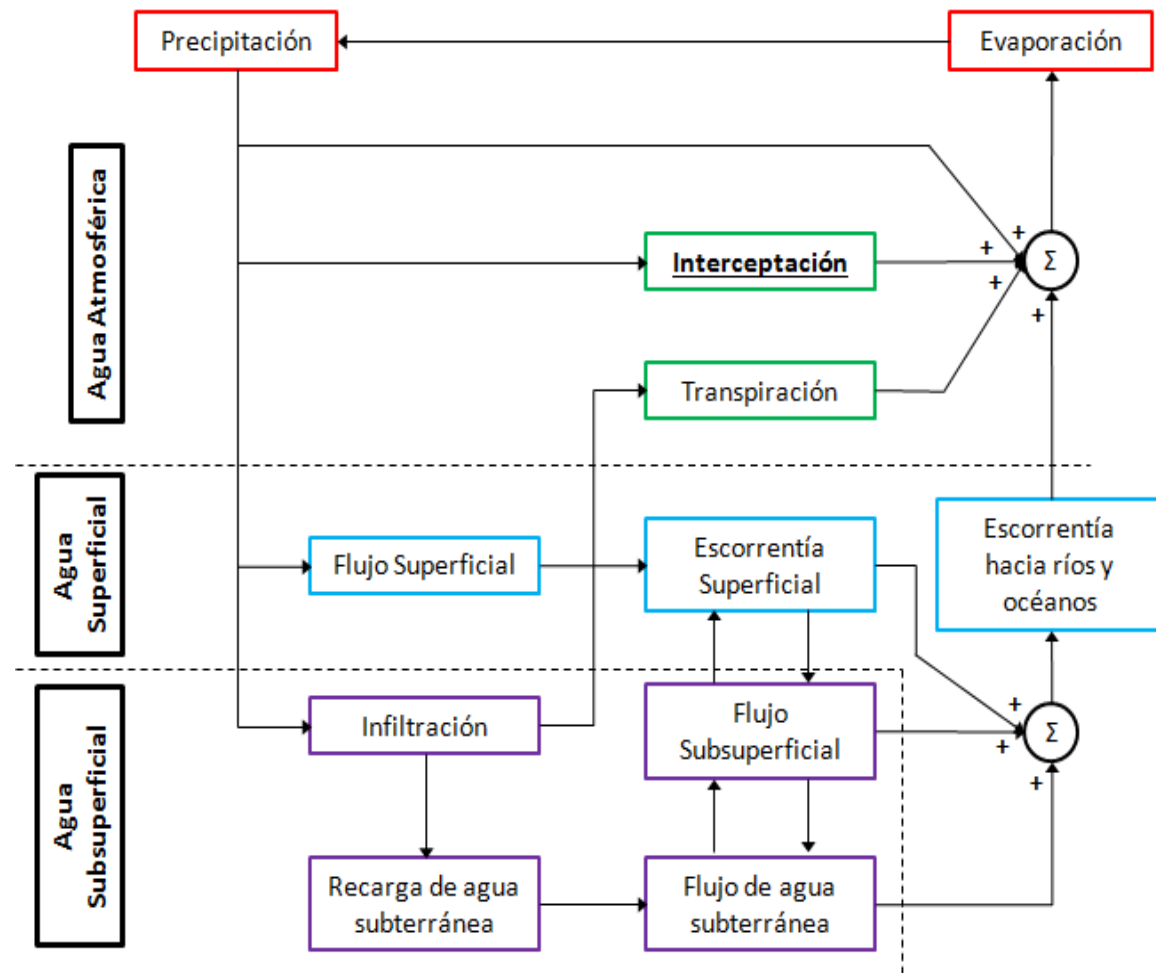 Precipitación
Evaporación
Agua Atmosférica
+
+
Interceptación
Σ
+
+
Transpiración
Agua
Superficial
Flujo Superficial
Escorrentía
Superficial
Escorrentía
hacia ríos y
océanos
Agua
Subsuperficial
Infiltración
Flujo
Subsuperficial
+
Σ
+
+
Recarga de agua
subterránea
Flujo de agua
subterránea